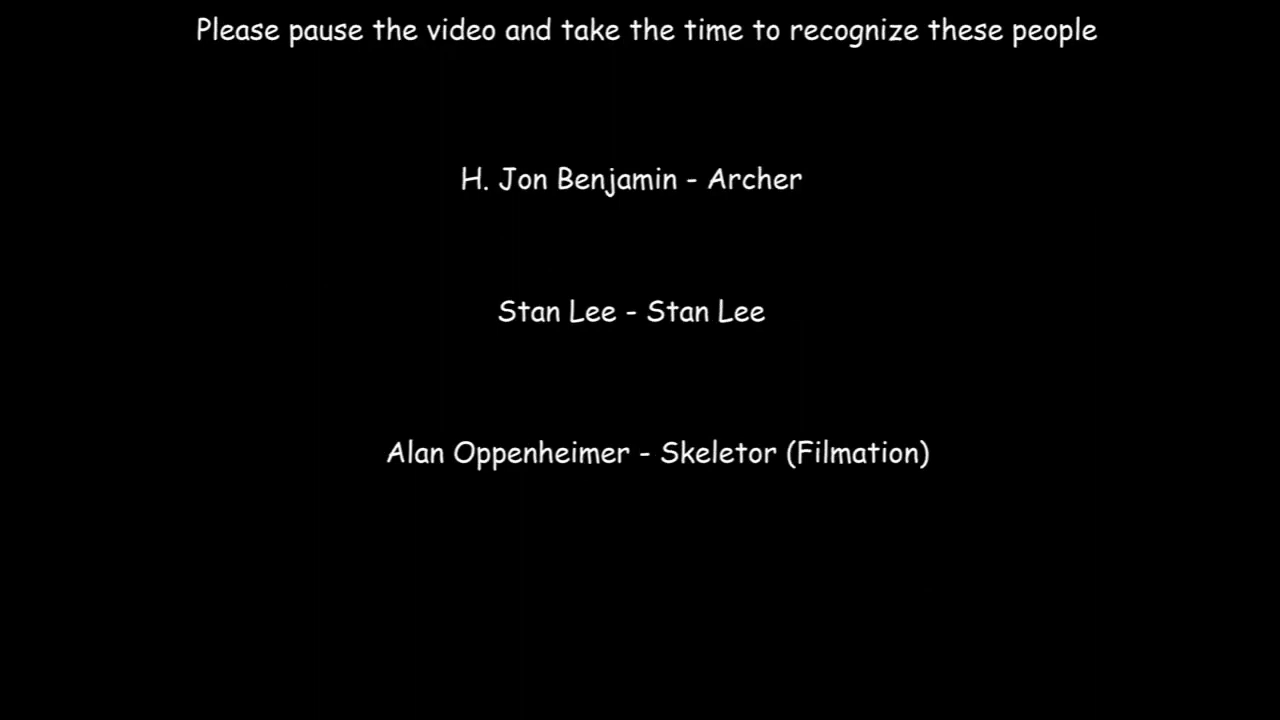 Please pause the video and take the time to recognize these people
H. Jon Benjamin - Archer
Stan Lee - Stan Lee
Alan Oppenheimer - Skeletor (Filmation)